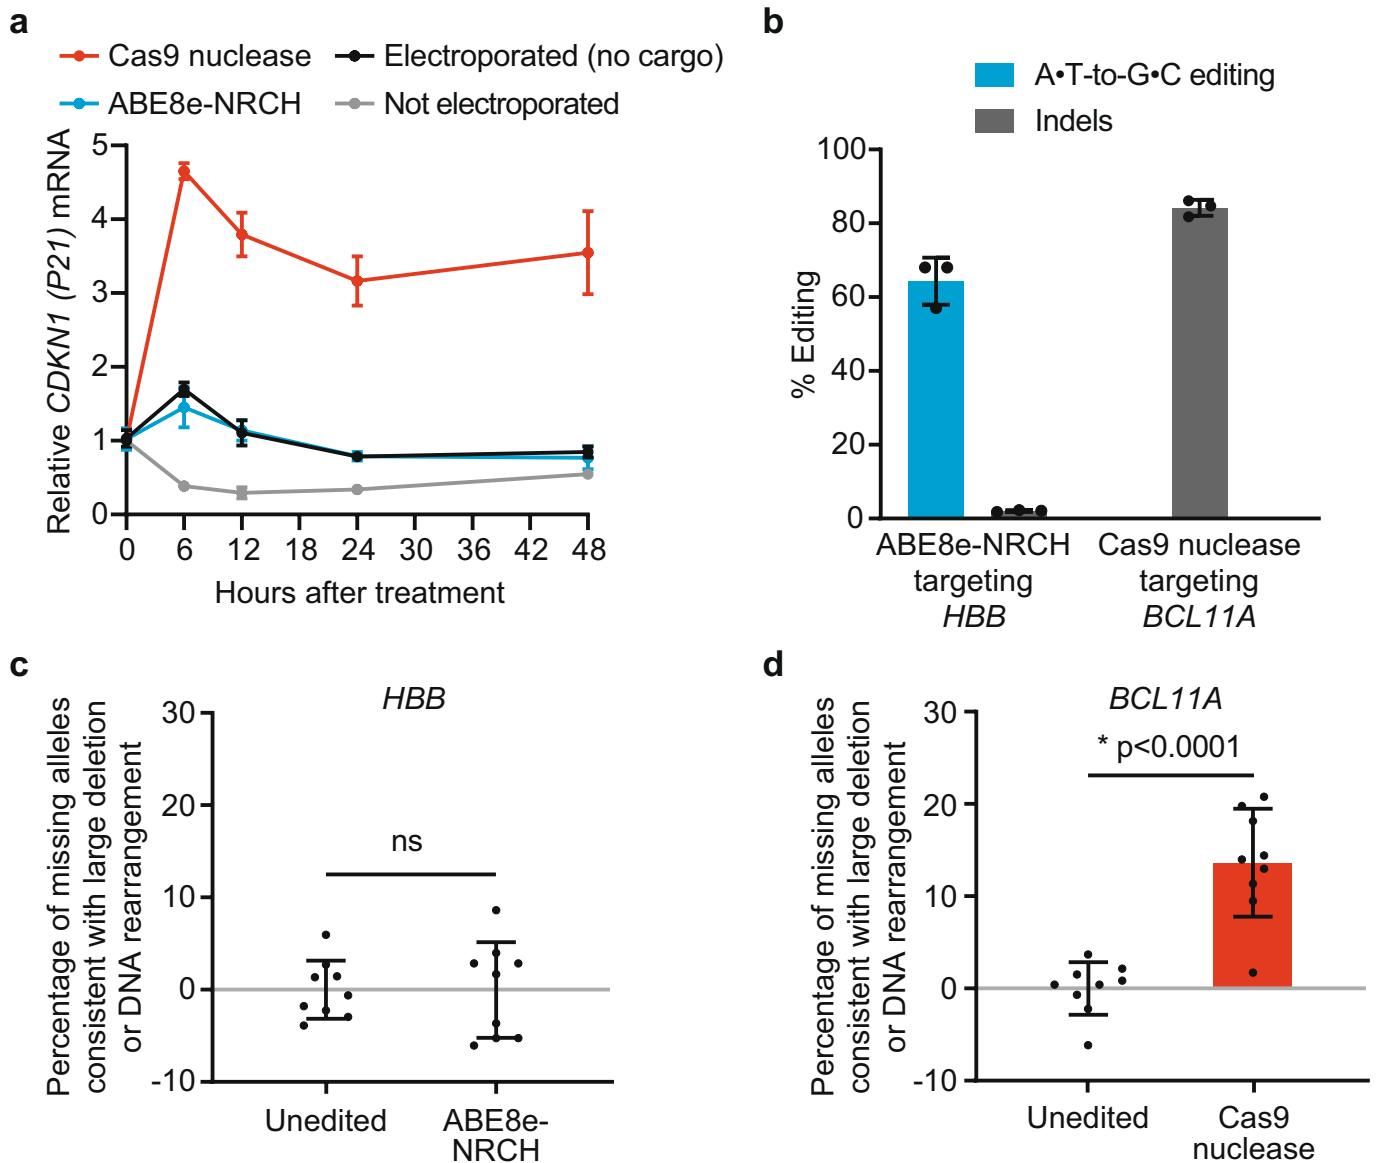 a
Cas9 nuclease
Electroporated (no cargo)
ABE8e-NRCH
Not electroporated
Relative CDKN1 (P21) mRNA
5
4
3
2
1
0
0 6 12 18 24 30 36 42 48
Hours after treatment
b
A•T-to-G•C editing
Indels
% Editing
100
80
60
40
20
0
ABE8e-NRCH
targeting
HBB
Cas9 nuclease
targeting
BCL11A
c
HBB
Percentage of missing alleles
consistent with large deletion
or DNA rearrangement
30
20
10
0
-10
ns
Unedited
ABE8e-
NRCH
d
BCL11A
* p<0.0001
Percentage of missing alleles
consistent with large deletion
or DNA rearrangement
30
20
10
0
-10
Unedited
Cas9
nuclease